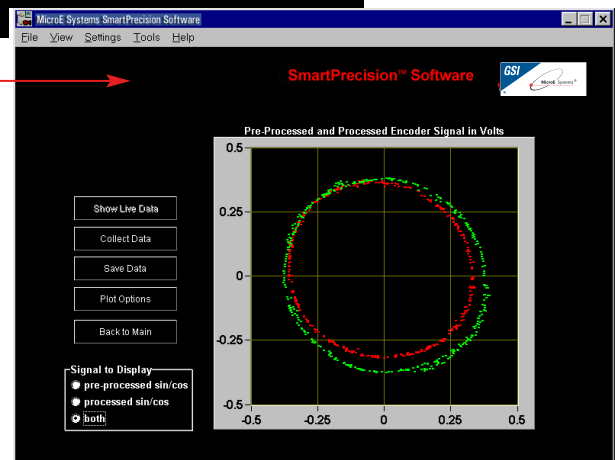 MicroE Systems SmartPrecision Software
File View Settings Tools Help
SmartPrecision™ Software
GSI
MicroE Systems®
Pre-Processed and Processed Encoder Signal in Volts
0.5
0.25
0
-0.25
-0.5
-0.5 -0.25 0 0.25 0.5
Show Live Data
Collect Data
Save Data
Plot Options
Back to Main
Signal to Display
pre-processed sin/cos
processed sin/cos
both